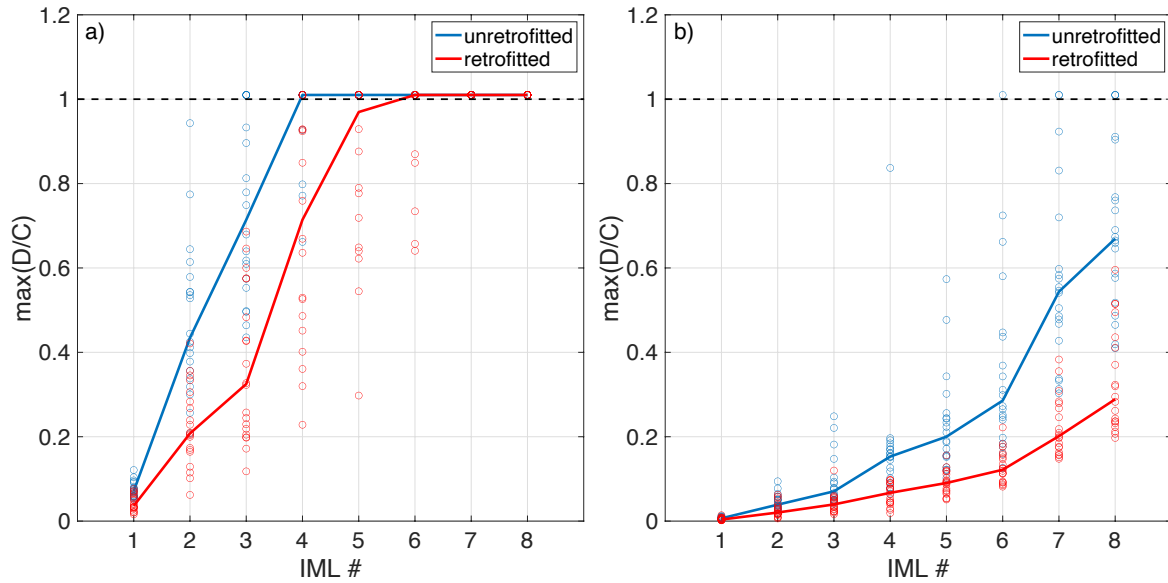 a)
unretrofitted
retrofitted
max(D/C)
1.2
1
0.8
0.6
0.4
0.2
0
1 2 3 4 5 6 7 8
IML #
b)
unretrofitted
retrofitted
max(D/C)
1.2
1
0.8
0.6
0.4
0.2
0
1 2 3 4 5 6 7 8
IML #